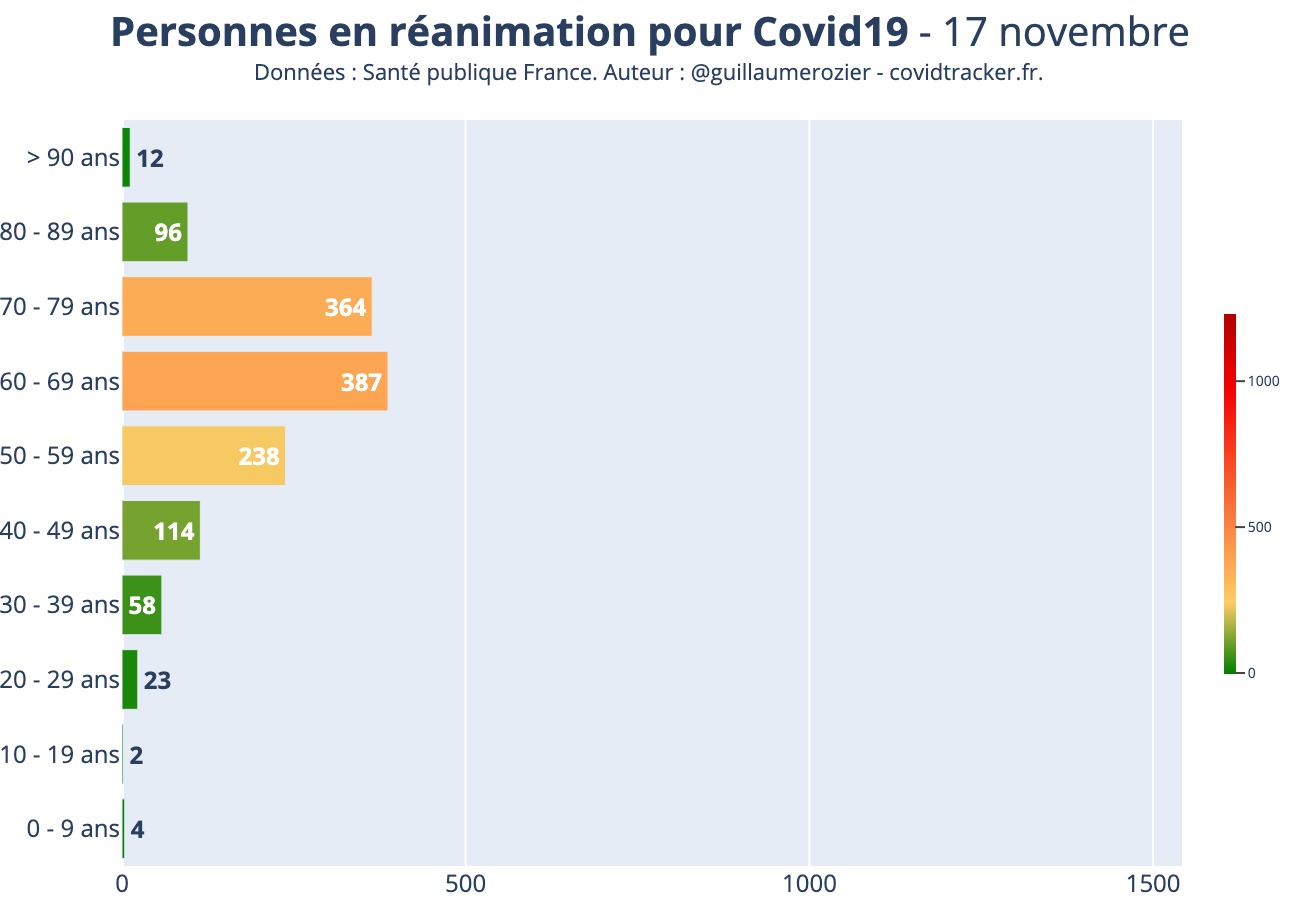 Personnes en réanimation pour Covid19 - 17 novembre
Données : Santé publique France. Auteur : @guillaumerozier - covidtracker.fr.
> 90 ans 12
80 - 89 ans 96
70 - 79 ans 364
60 - 69 ans 387
50 - 59 ans 238
40 - 49 ans 114
30 - 39 ans 58
20 - 29 ans 23
10 - 19 ans 2
0 - 9 ans 4
0 500 1000 1500
1000
500
0